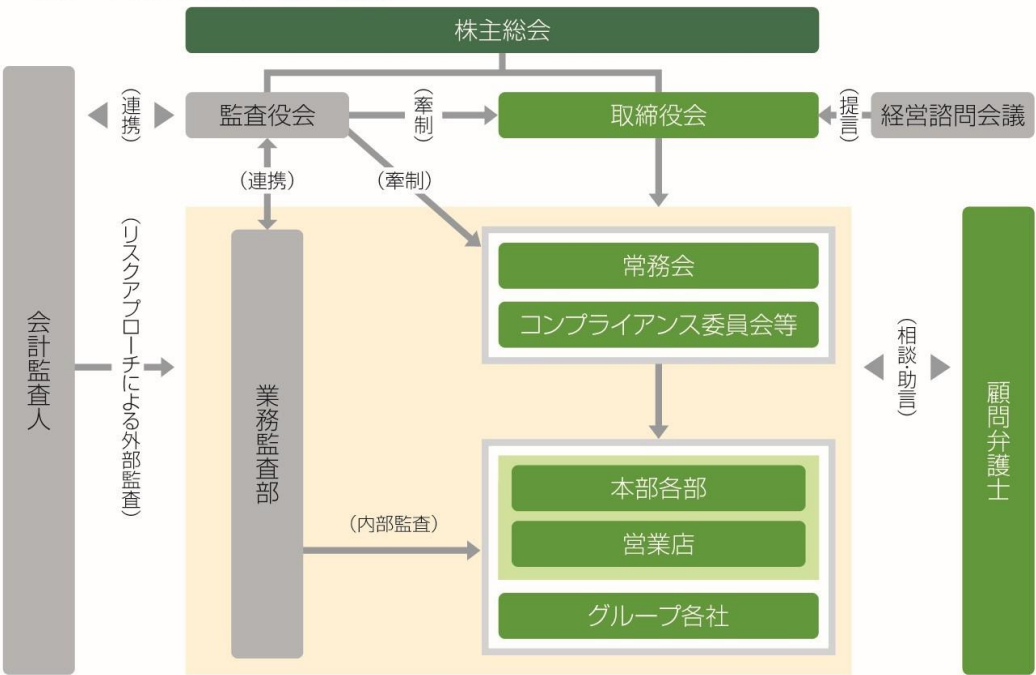 株主総会
（連携）
監査役会
（牽制）
取締役会
（提言）
経営諮問会議
（連携）
（牽制）
会計監査人
（リスクアプローチによる外部監査）
業務監査部
常務会
コンプライアンス委員会等
（相談・助言）
顧問弁護士
（内部監査）
本部各部
営業店
グループ各社